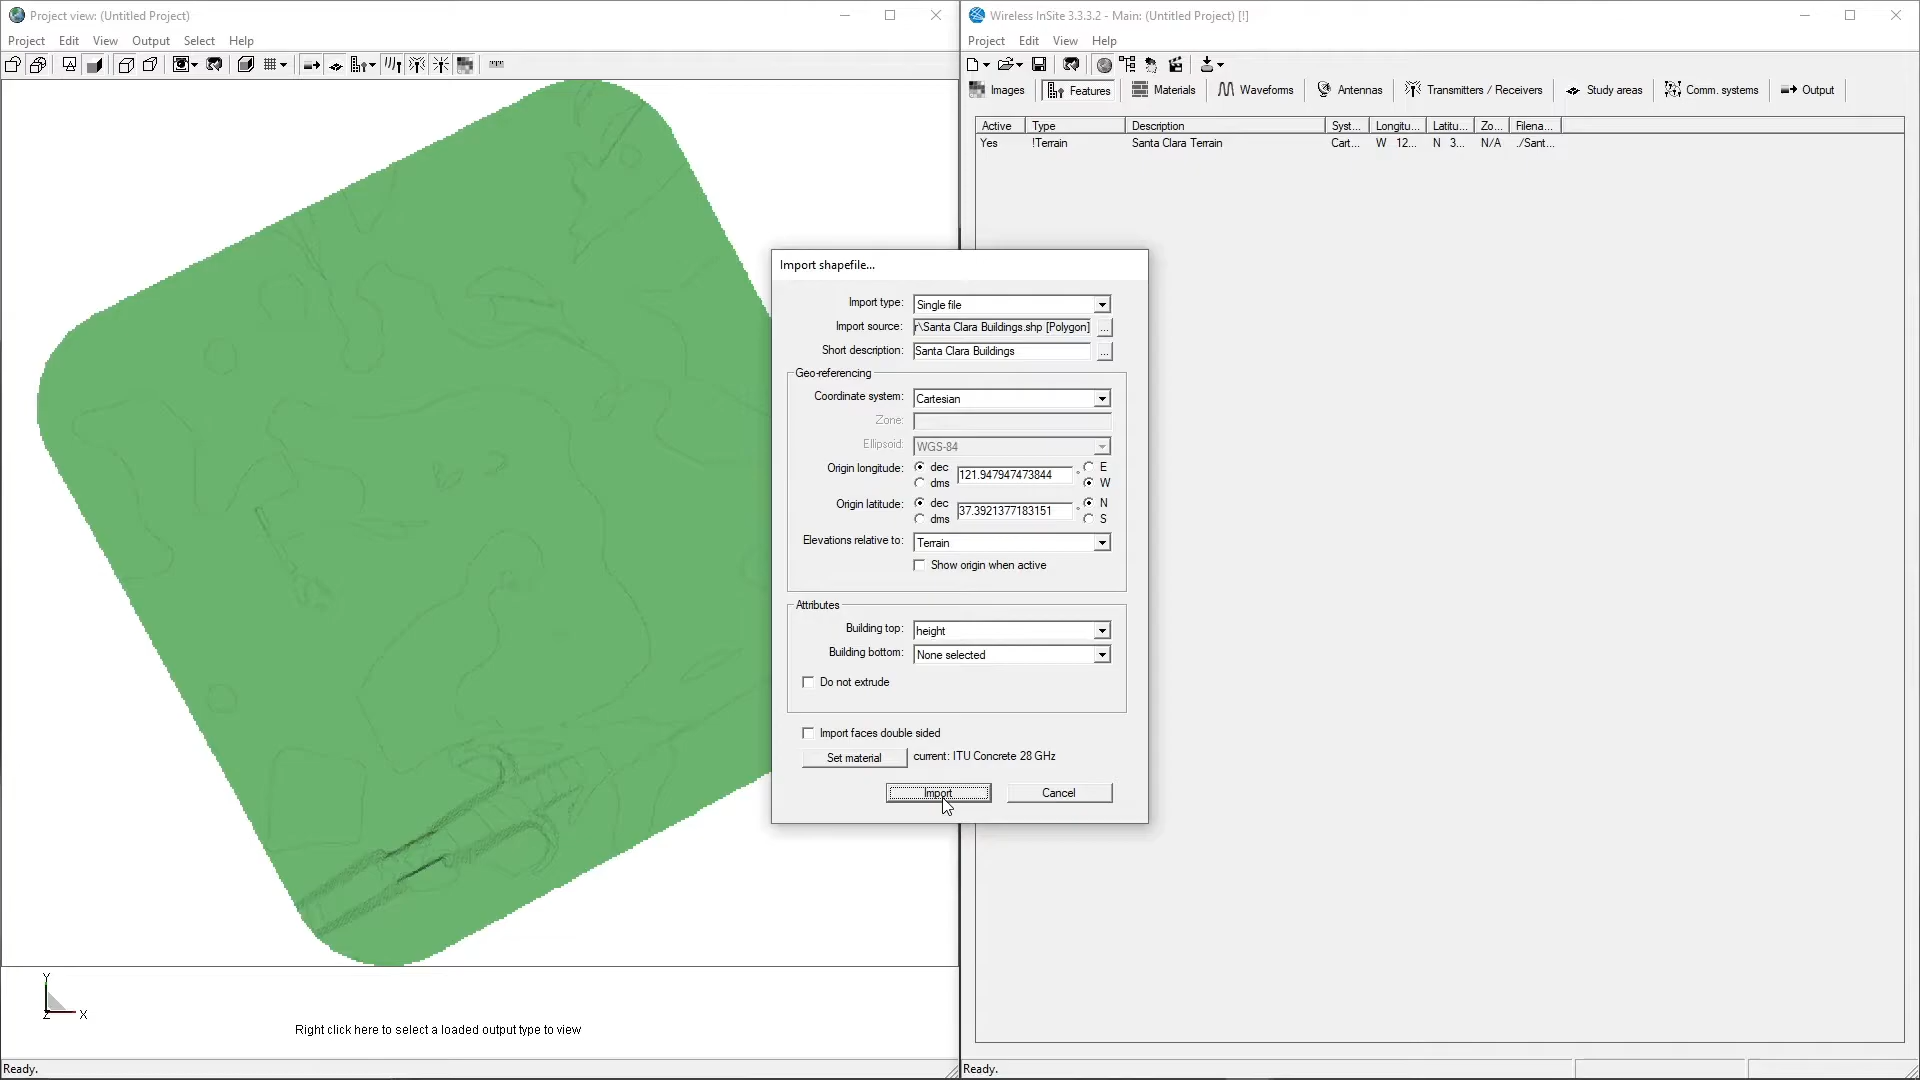 Project view: (Untitled Project)
Project Edit View Output Select Help
Right click here to select a loaded output type to view
Y
Z X
Ready.
Wireless InSite 3.3.3.2 - Main: (Untitled Project) [!]
Project Edit View Help
Images Features Materials Waveforms Antennas Transmitters / Receivers Study areas Comm. systems Output
Active Type Description Syst... Longitu... Latitu... Zo... Filena...
Yes !Terrain Santa Clara Terrain Cart... W 12... N 3... N/A ./Sant...
Import shapefile...
Import type: Single file
Import source: r\Santa Clara Buildings.shp [Polygon] ...
Short description: Santa Clara Buildings ...
Geo-referencing
Coordinate system: Cartesian
Zone:
Ellipsoid: WGS-84
Origin longitude: dec 121.947947473844 ° E
dms W
Origin latitude: dec 37.3921377183151 ° N
dms S
Elevations relative to: Terrain
Show origin when active
Attributes
Building top: height
Building bottom: None selected
Do not extrude
Import faces double sided
Set material current: ITU Concrete 28 GHz
Import Cancel
Ready.